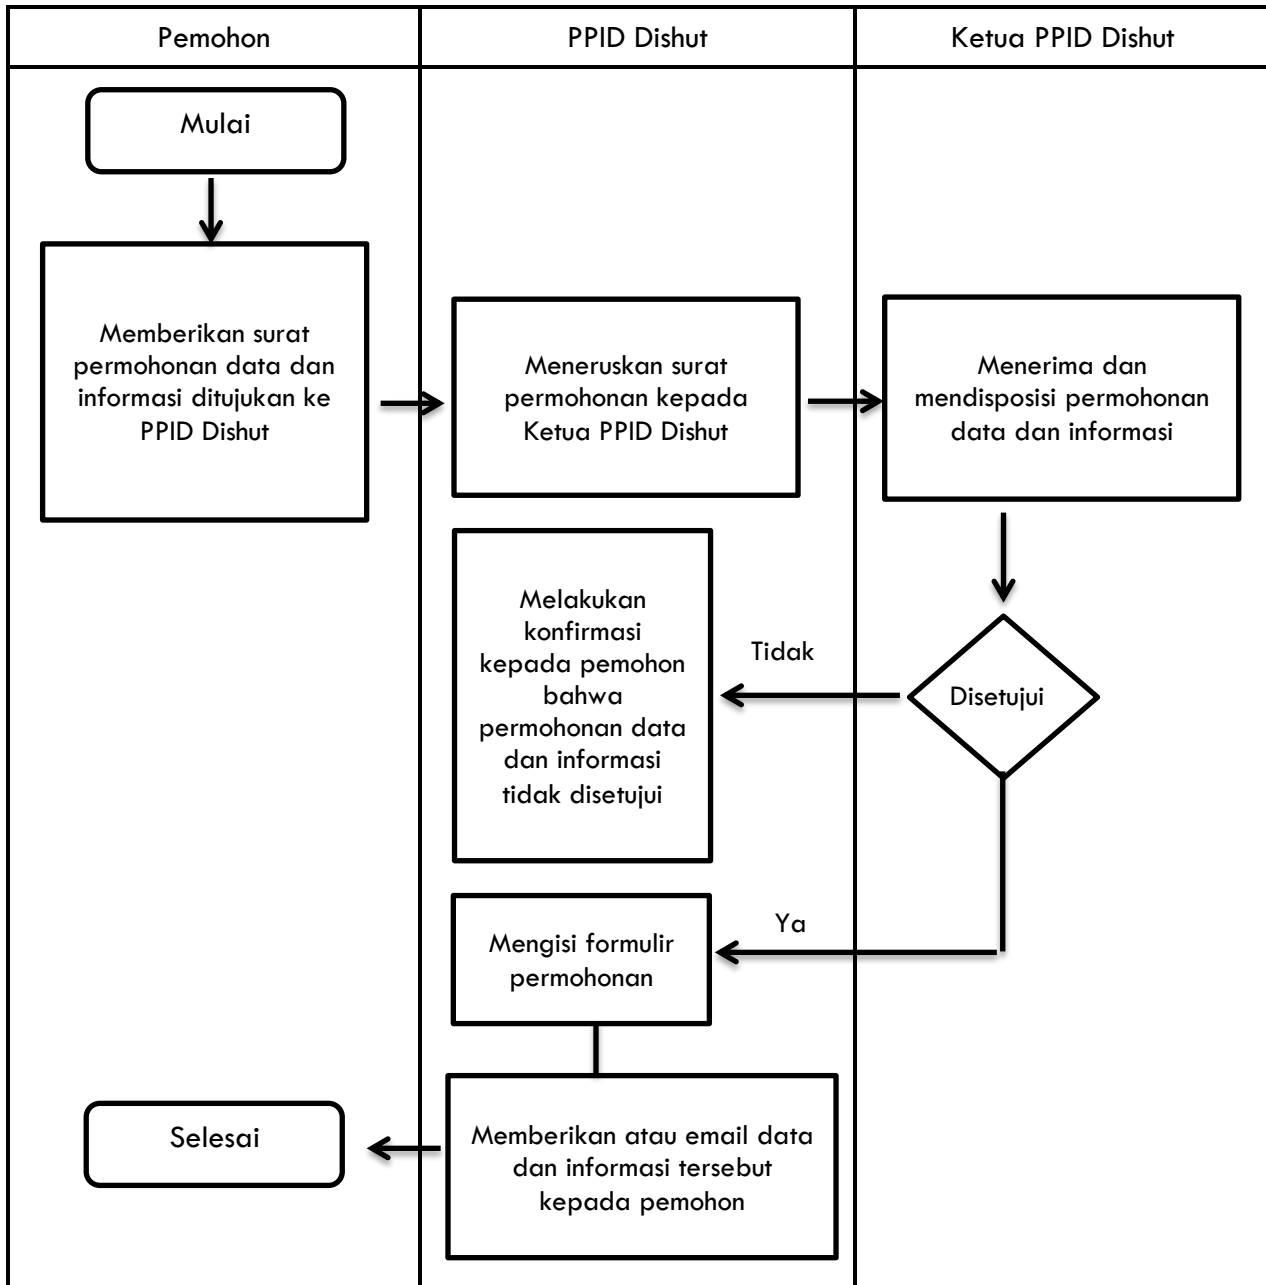 Pemohon
PPID Dishut
Ketua PPID Dishut
Mulai
Memberikan surat
permohonan data dan
informasi ditujukan ke
PPID Dishut
Meneruskan surat
permohonan kepada
Ketua PPID Dishut
Menerima dan
mendisposisi permohonan
data dan informasi
Disetujui
Tidak
Melakukan
konfirmasi
kepada pemohon
bahwa
permohonan data
dan informasi
tidak disetujui
Ya
Mengisi formulir
permohonan
Memberikan atau email data
dan informasi tersebut
kepada pemohon
Selesai